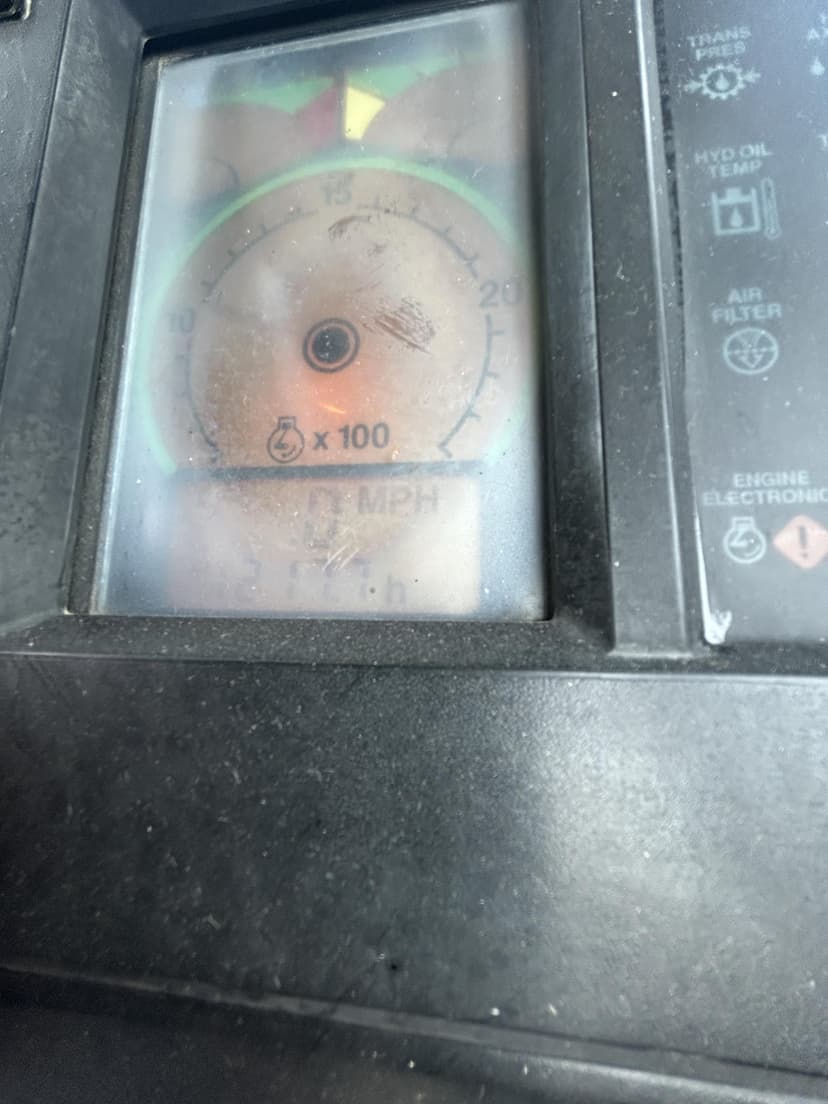 TRANS
PRES
HYD OIL
TEMP
15
10
20
AIR
FILTER
x 100
MPH
h
ENGINE
ELECTRONIC